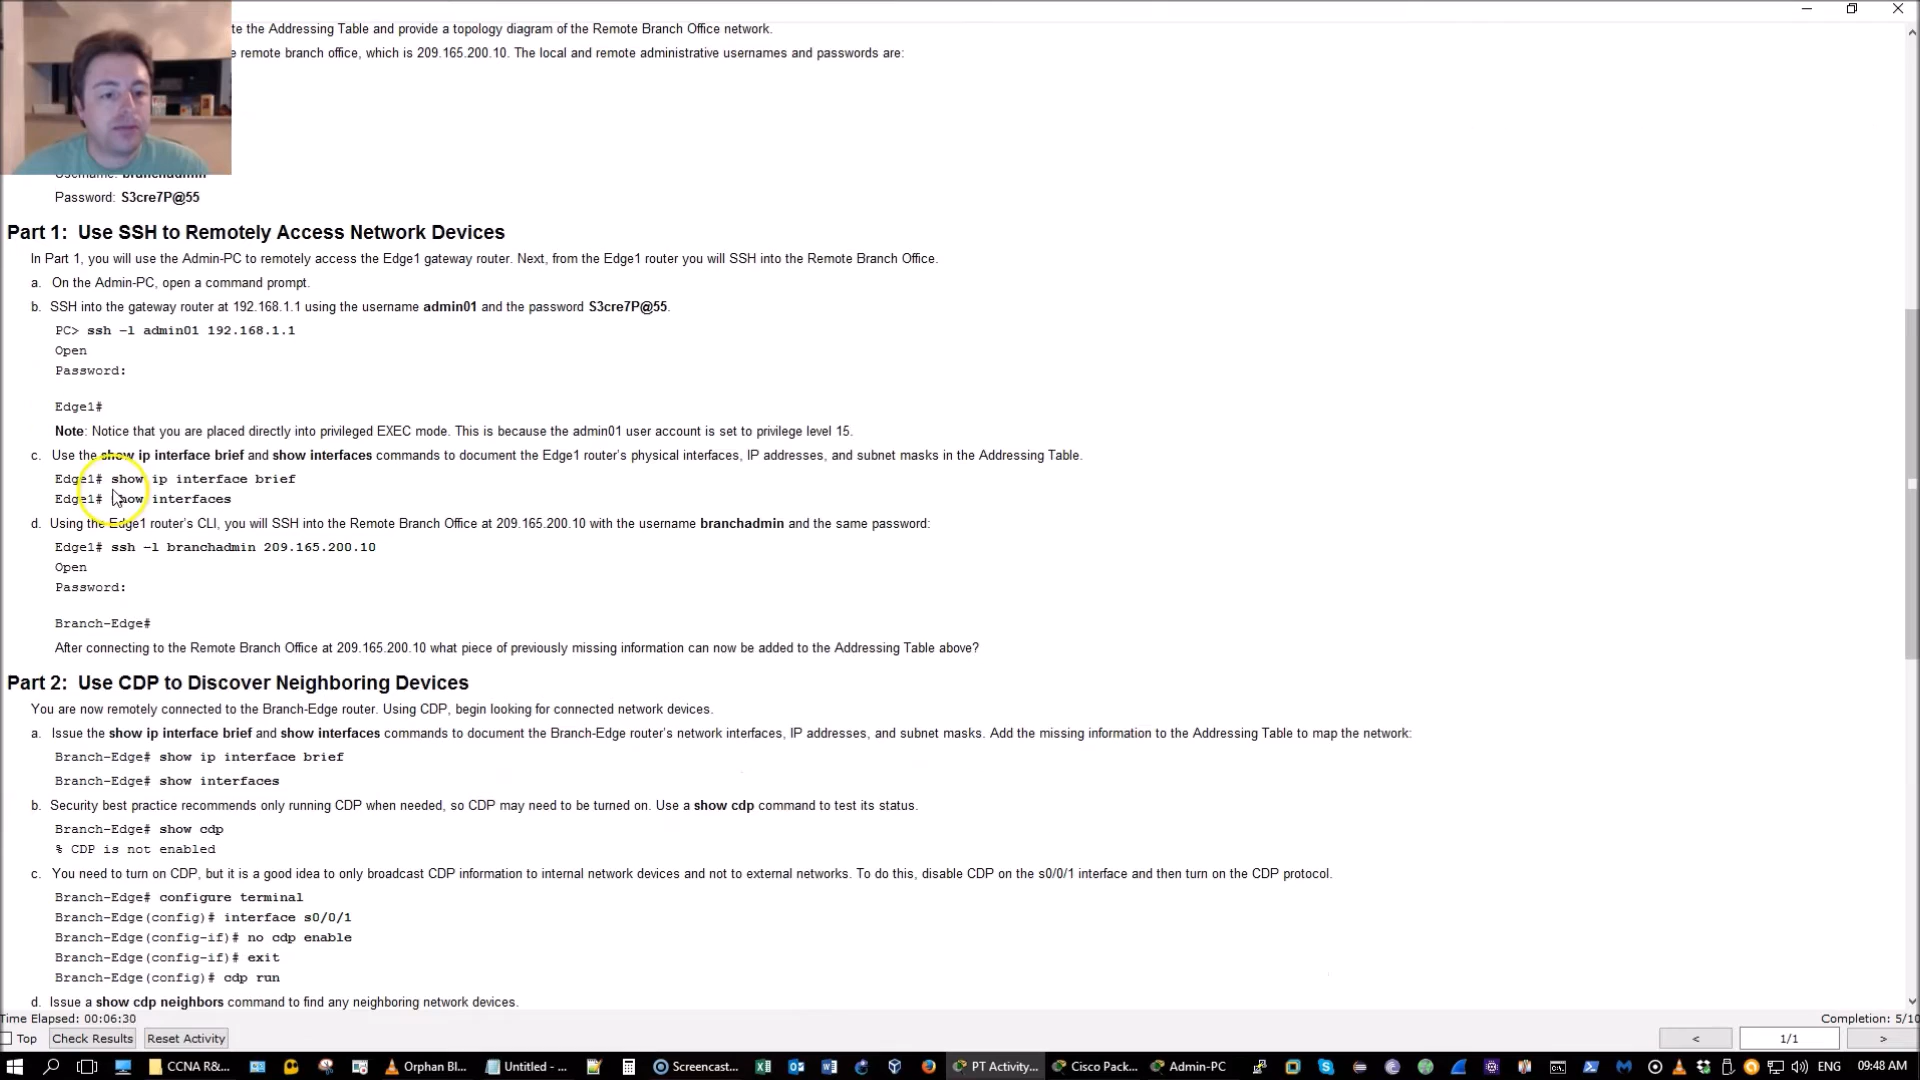 te the Addressing Table and provide a topology diagram of the Remote Branch Office network.
e remote branch office, which is 209.165.200.10. The local and remote administrative usernames and passwords are:
Username: branchadmin
Password: S3cre7P@55
Part 1: Use SSH to Remotely Access Network Devices
In Part 1, you will use the Admin-PC to remotely access the Edge1 gateway router. Next, from the Edge1 router you will SSH into the Remote Branch Office.
a. On the Admin-PC, open a command prompt.
b. SSH into the gateway router at 192.168.1.1 using the username admin01 and the password S3cre7P@55.
PC> ssh –l admin01 192.168.1.1
Open
Password:
Edge1#
Note: Notice that you are placed directly into privileged EXEC mode. This is because the admin01 user account is set to privilege level 15.
c. Use the show ip interface brief and show interfaces commands to document the Edge1 router's physical interfaces, IP addresses, and subnet masks in the Addressing Table.
Edge1# show ip interface brief
Edge1# show interfaces
d. Using the Edge1 router's CLI, you will SSH into the Remote Branch Office at 209.165.200.10 with the username branchadmin and the same password:
Edge1# ssh –l branchadmin 209.165.200.10
Open
Password:
Branch-Edge#
After connecting to the Remote Branch Office at 209.165.200.10 what piece of previously missing information can now be added to the Addressing Table above?
Part 2: Use CDP to Discover Neighboring Devices
You are now remotely connected to the Branch-Edge router. Using CDP, begin looking for connected network devices.
a. Issue the show ip interface brief and show interfaces commands to document the Branch-Edge router's network interfaces, IP addresses, and subnet masks. Add the missing information to the Addressing Table to map the network:
Branch-Edge# show ip interface brief
Branch-Edge# show interfaces
b. Security best practice recommends only running CDP when needed, so CDP may need to be turned on. Use a show cdp command to test its status.
Branch-Edge# show cdp
% CDP is not enabled
c. You need to turn on CDP, but it is a good idea to only broadcast CDP information to internal network devices and not to external networks. To do this, disable CDP on the s0/0/1 interface and then turn on the CDP protocol.
Branch-Edge# configure terminal
Branch-Edge(config)# interface s0/0/1
Branch-Edge(config-if)# no cdp enable
Branch-Edge(config-if)# exit
Branch-Edge(config)# cdp run
d. Issue a show cdp neighbors command to find any neighboring network devices.
Time Elapsed: 00:06:30 Completion: 5/10
Top Check Results Reset Activity < 1/1 >
CCNA R&... Orphan Bl... Untitled - ... Screencast... PT Activity... Cisco Pack... Admin-PC ENG 09:48 AM